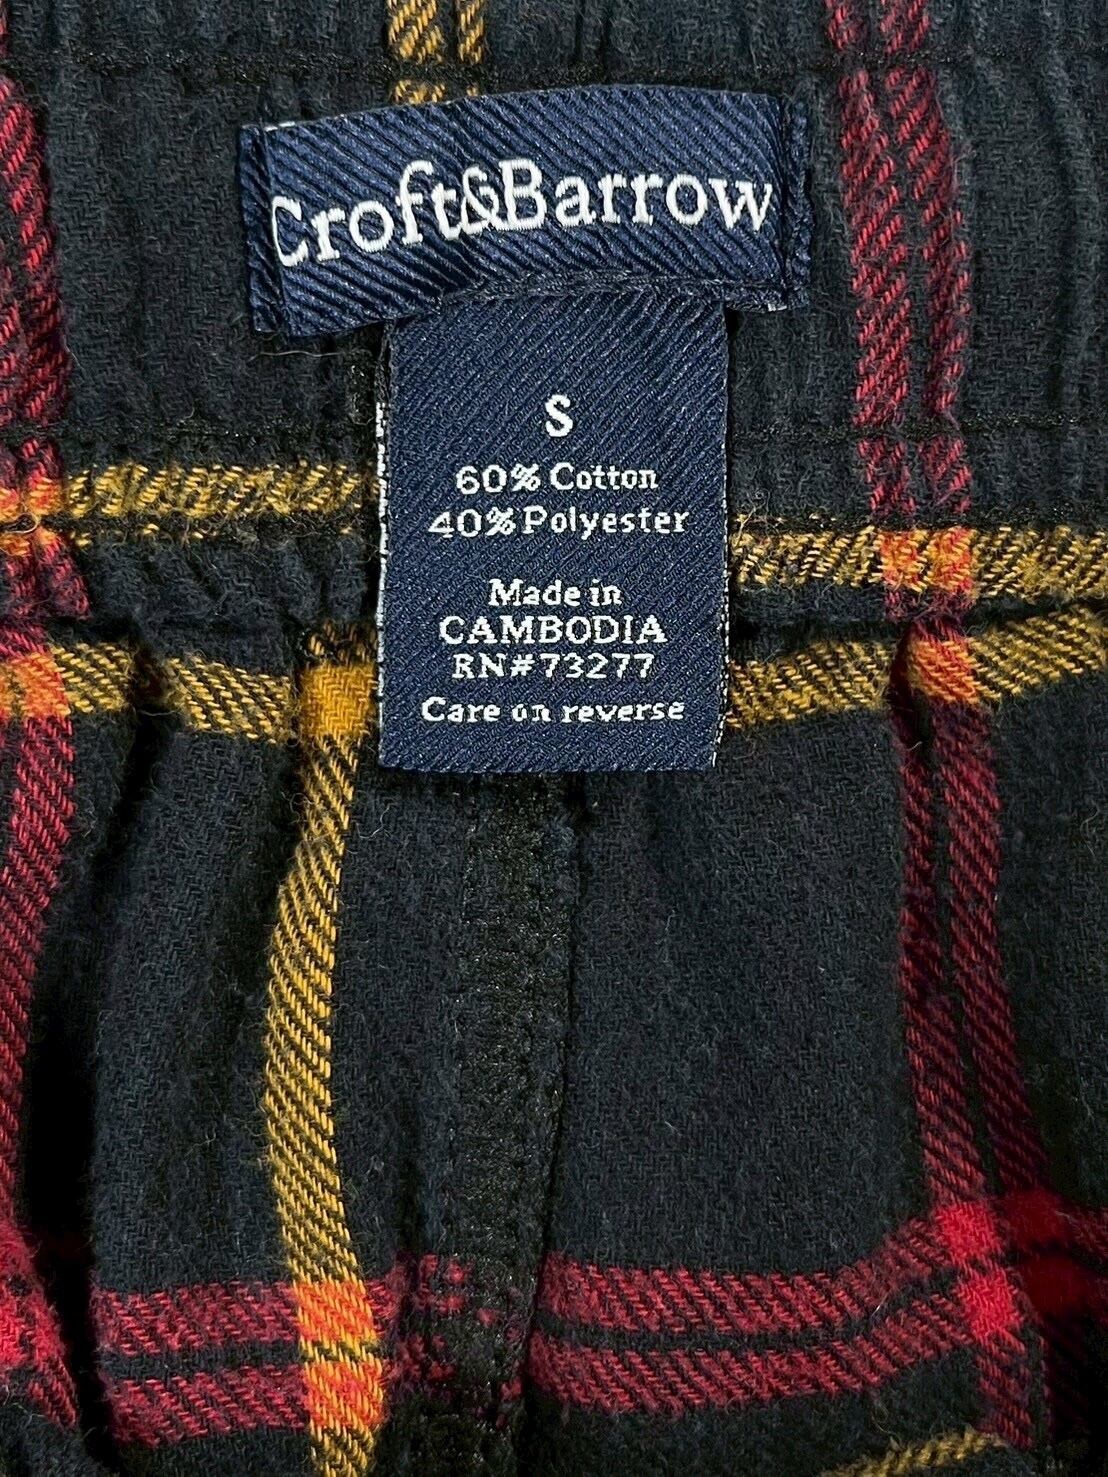 Croft&Barrow
S
60% Cotton
40% Polyester
Made in
CAMBODIA
RN#73277
Care on reverse